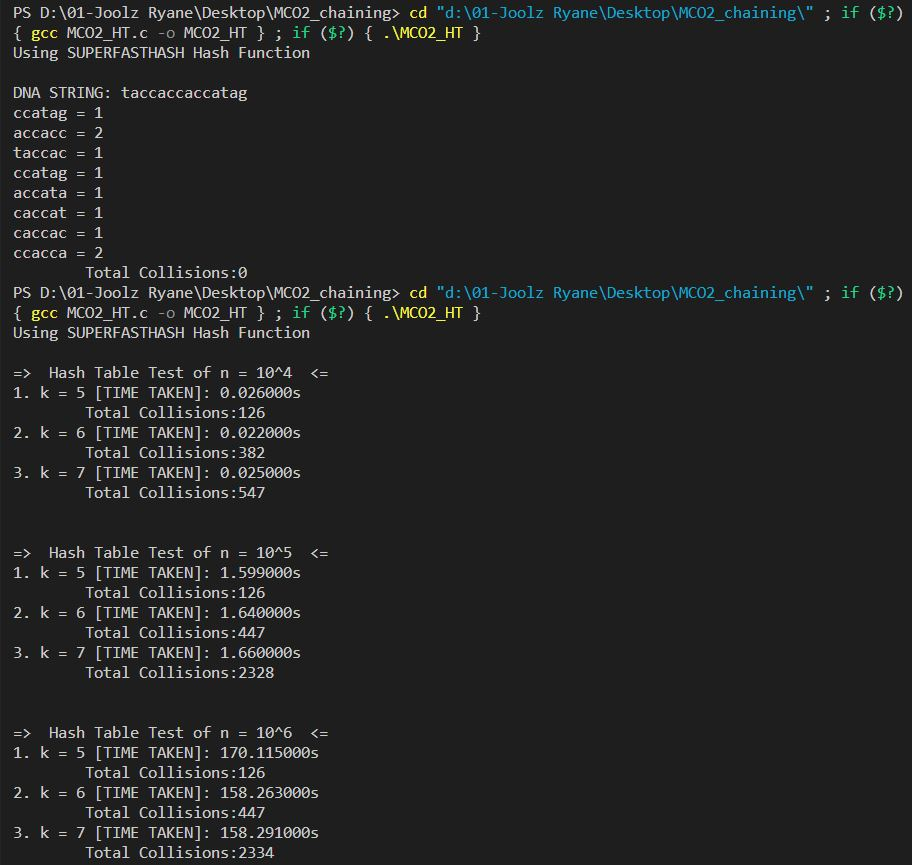 PS D:\01-Joolz Ryane\Desktop\MCO2_chaining> cd "d:\01-Joolz Ryane\Desktop\MCO2_chaining\" ; if ($?)
{ gcc MCO2_HT.c -o MCO2_HT } ; if ($?) { .\MCO2_HT }
Using SUPERFASTHASH Hash Function

DNA STRING: taccaccaccatag
ccatag = 1
accacc = 2
taccac = 1
ccatag = 1
accata = 1
caccat = 1
caccac = 1
ccacca = 2
Total Collisions:0
PS D:\01-Joolz Ryane\Desktop\MCO2_chaining> cd "d:\01-Joolz Ryane\Desktop\MCO2_chaining\" ; if ($?)
{ gcc MCO2_HT.c -o MCO2_HT } ; if ($?) { .\MCO2_HT }
Using SUPERFASTHASH Hash Function

=>  Hash Table Test of n = 10^4  <=
1. k = 5 [TIME TAKEN]: 0.026000s
Total Collisions:126
2. k = 6 [TIME TAKEN]: 0.022000s
Total Collisions:382
3. k = 7 [TIME TAKEN]: 0.025000s
Total Collisions:547

=>  Hash Table Test of n = 10^5  <=
1. k = 5 [TIME TAKEN]: 1.599000s
Total Collisions:126
2. k = 6 [TIME TAKEN]: 1.640000s
Total Collisions:447
3. k = 7 [TIME TAKEN]: 1.660000s
Total Collisions:2328

=>  Hash Table Test of n = 10^6  <=
1. k = 5 [TIME TAKEN]: 170.115000s
Total Collisions:126
2. k = 6 [TIME TAKEN]: 158.263000s
Total Collisions:447
3. k = 7 [TIME TAKEN]: 158.291000s
Total Collisions:2334